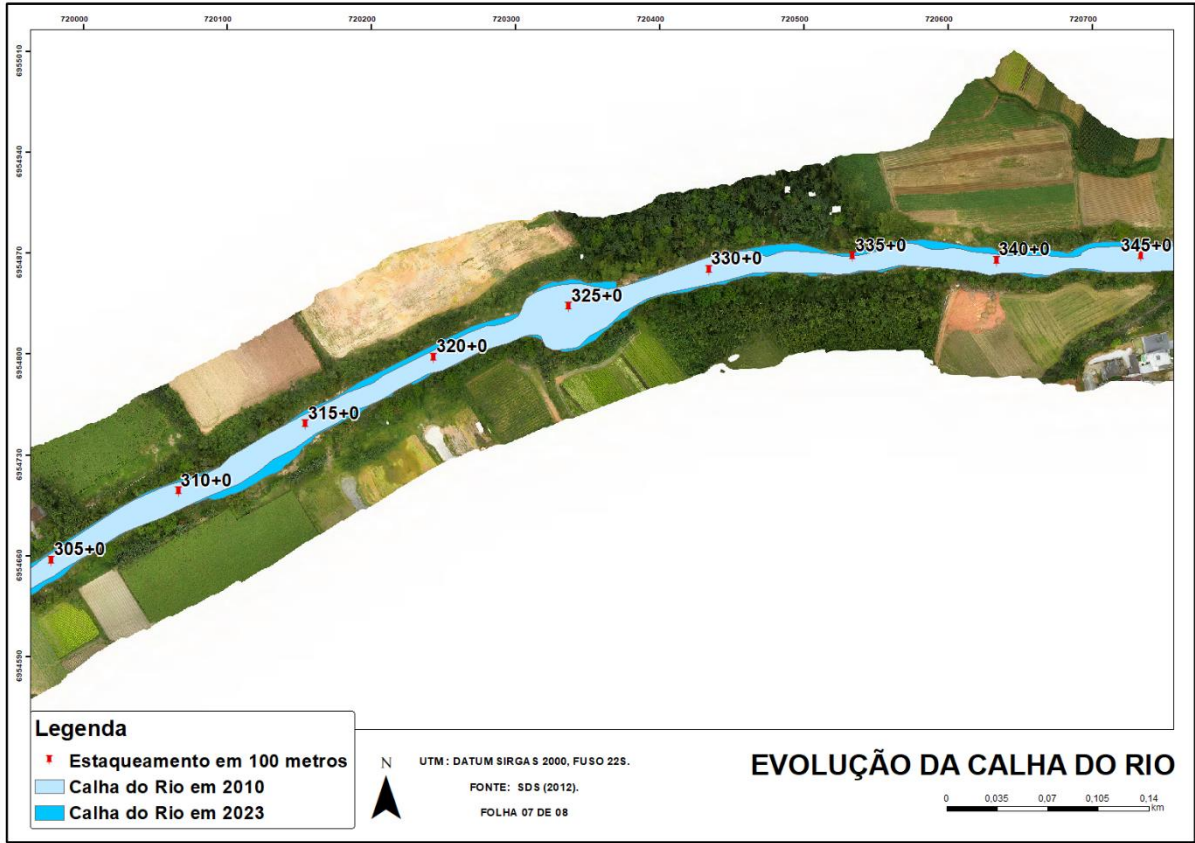 720000 720100 720200 720300 720400 720500 720600 720700
6955010
6954940
6954870
6954800
6954730
6954660
6954590
305+0
310+0
315+0
320+0
325+0
330+0
335+0
340+0
345+0
Legenda
Estaqueamento em 100 metros
Calha do Rio em 2010
Calha do Rio em 2023
N
UTM : DATUM SIRGAS 2000, FUSO 22S.
FONTE: SDS (2012).
FOLHA 07 DE 08
EVOLUÇÃO DA CALHA DO RIO
0 0,035 0,07 0,105 0,14
km